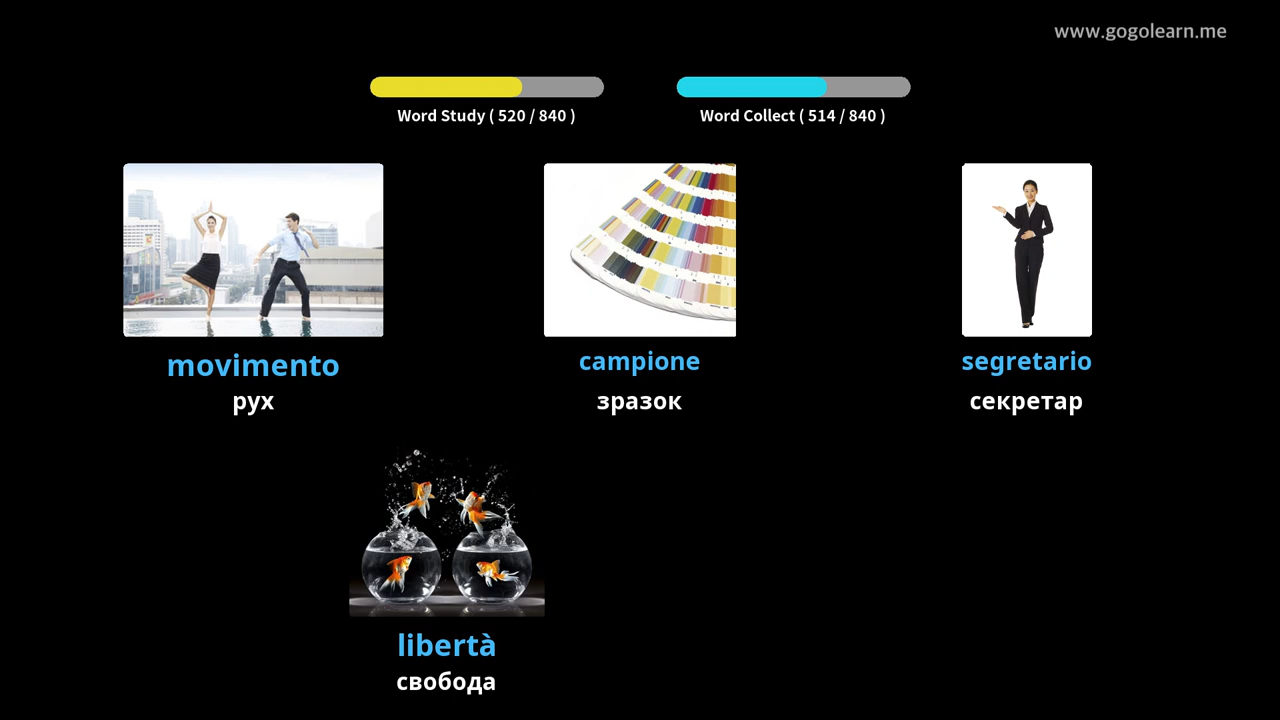 www.gogolearn.me
Word Study ( 520 / 840 )
Word Collect ( 514 / 840 )
movimento
рух
campione
зразок
segretario
секретар
libertà
свобода